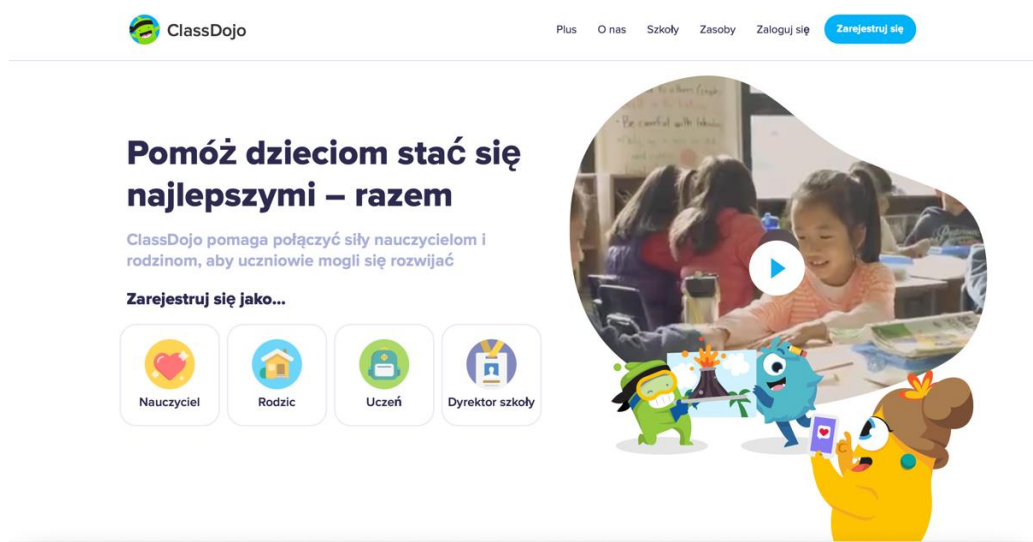 ClassDojo
Plus O nas Szkoły Zasoby Zaloguj się Zarejestruj się
Be careful with
Pomóż dzieciom stać się
najlepszymi – razem
ClassDojo pomaga połączyć siły nauczycielom i
rodzinom, aby uczniowie mogli się rozwijać
Zarejestruj się jako...
Nauczyciel Rodzic Uczeń Dyrektor szkoły